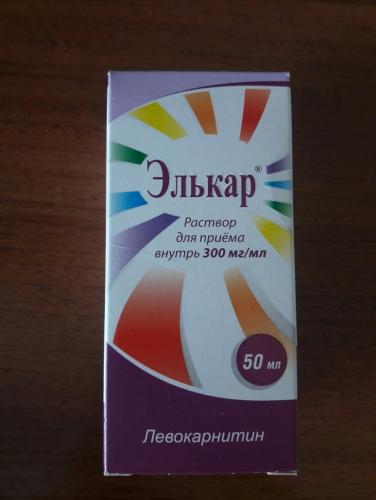 Элькар®
Раствор
для приёма
внутрь 300 мг/мл
50 мл
Левокарнитин